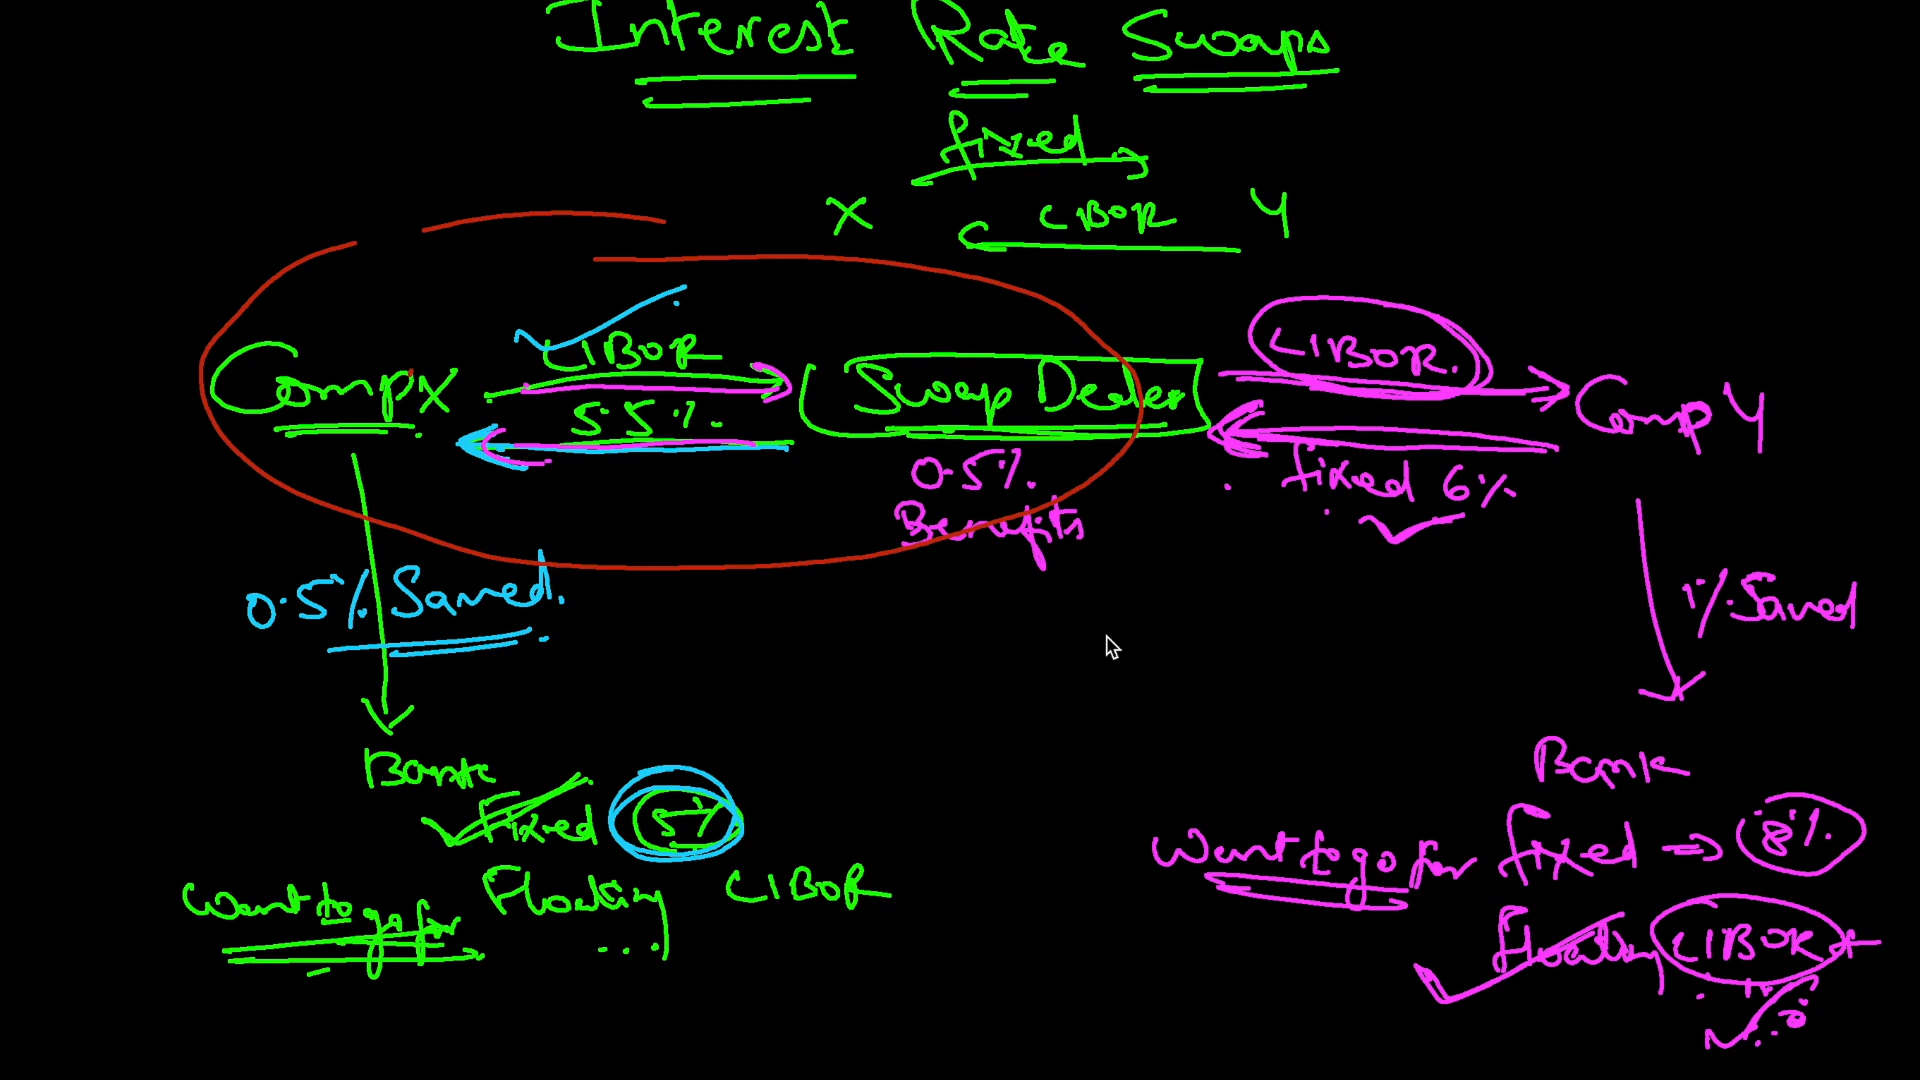 Interest Rate Swaps
fixed
X LIBOR Y
LIBOR
LIBOR.
Comp X
Swap Dealer
Comp Y
5.5%.
0.5%.
fixed 6%
Benefits
0.5% Saved.
1% Saved
Bank
Bank
Fixed 5%
fixed ⇒ 8%.
Want to go for
Want to go for Floating LIBOR
floating LIBOR +